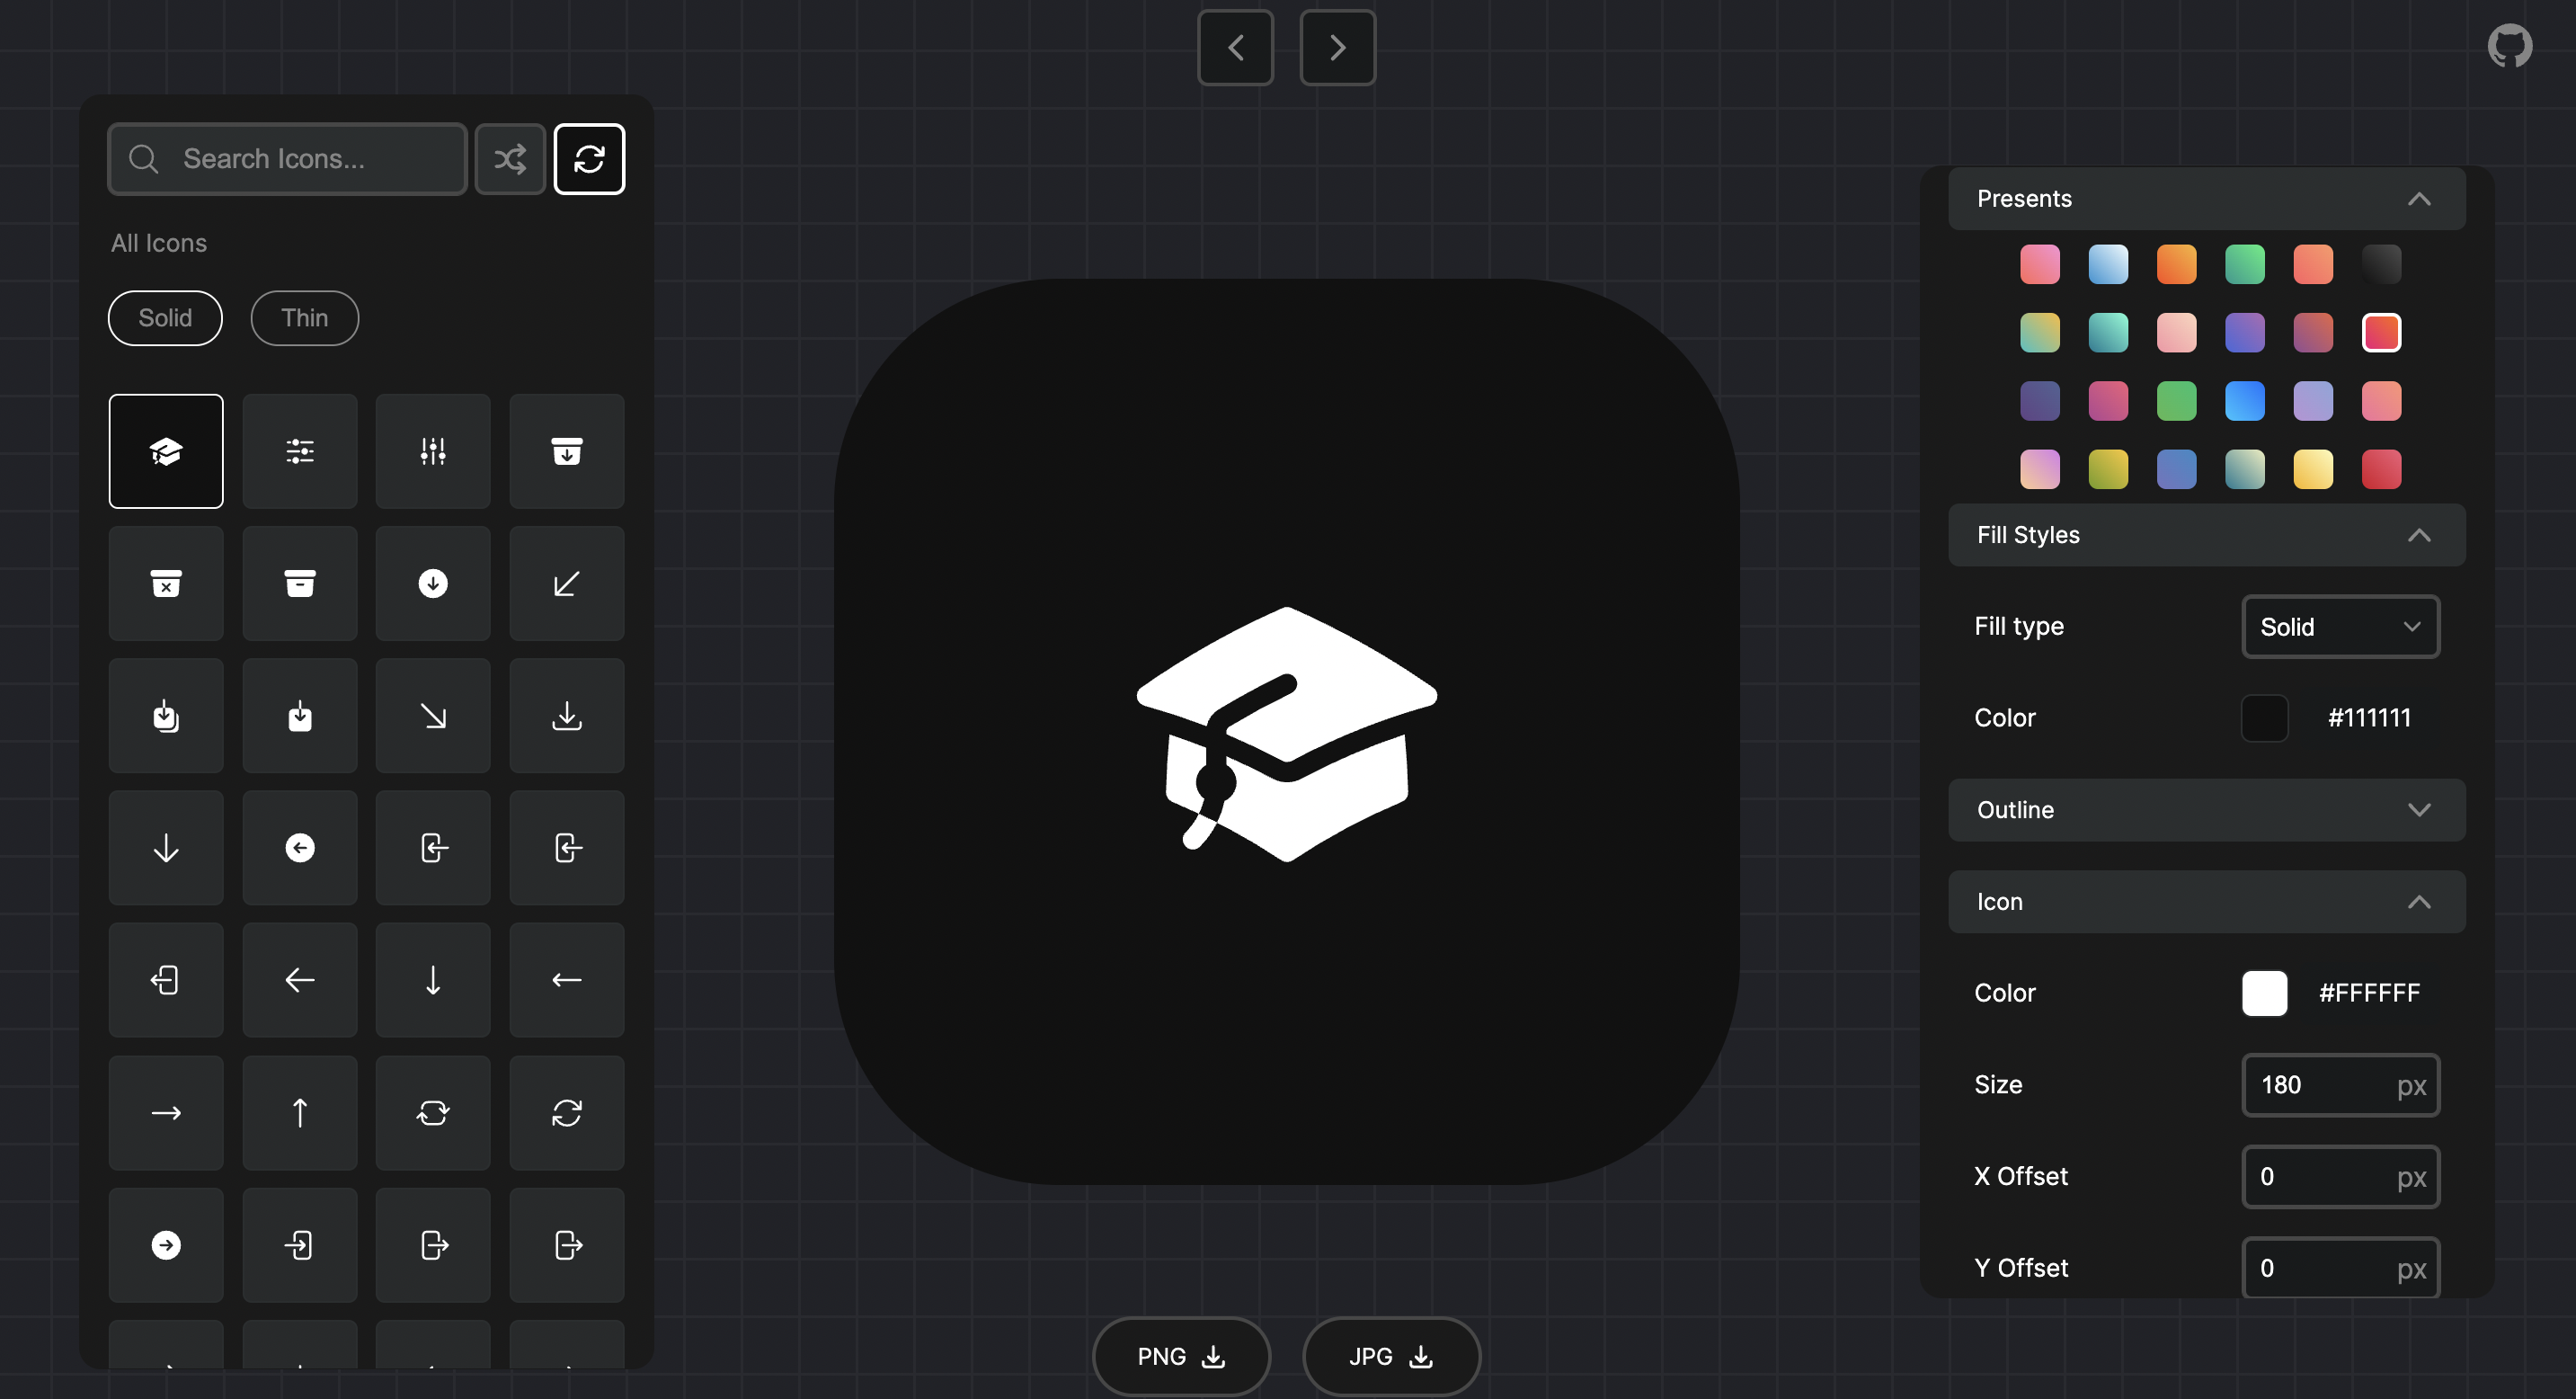 Search Icons...
All Icons
Solid
Thin
Presents
Fill Styles
Fill type
Solid
Color
#111111
Outline
Icon
Color
#FFFFFF
Size
180
px
X Offset
0
px
Y Offset
0
px
PNG
JPG